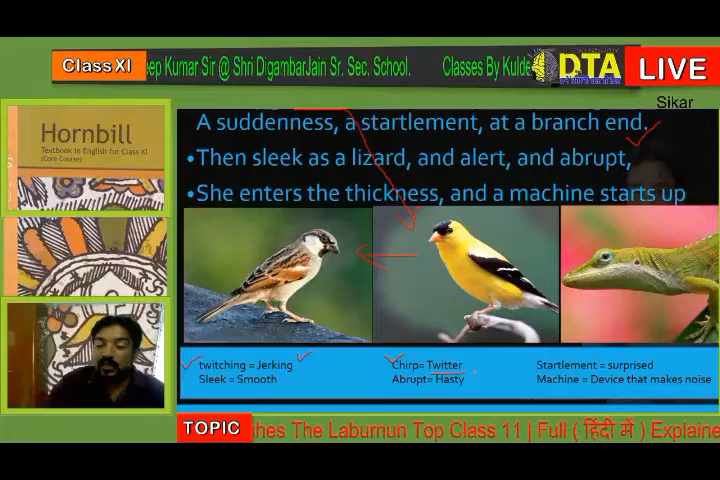 Class XI
eep Kumar Sir @ Shri DigambarJain Sr. Sec. School. Classes By Kulde
DTA
LIVE
Sikar
Hornbill
Textbook in English for Class XI
(Core Course)
A suddenness, a startlement, at a branch end.
•Then sleek as a lizard, and alert, and abrupt,
•She enters the thickness, and a machine starts up
twitching = Jerking
Chirp= Twitter
Startlement = surprised
Sleek = Smooth
Abrupt= Hasty
Machine = Device that makes noise
TOPIC
hes The Laburnun Top Class 11 | Full ( हिंदी में ) Explaine